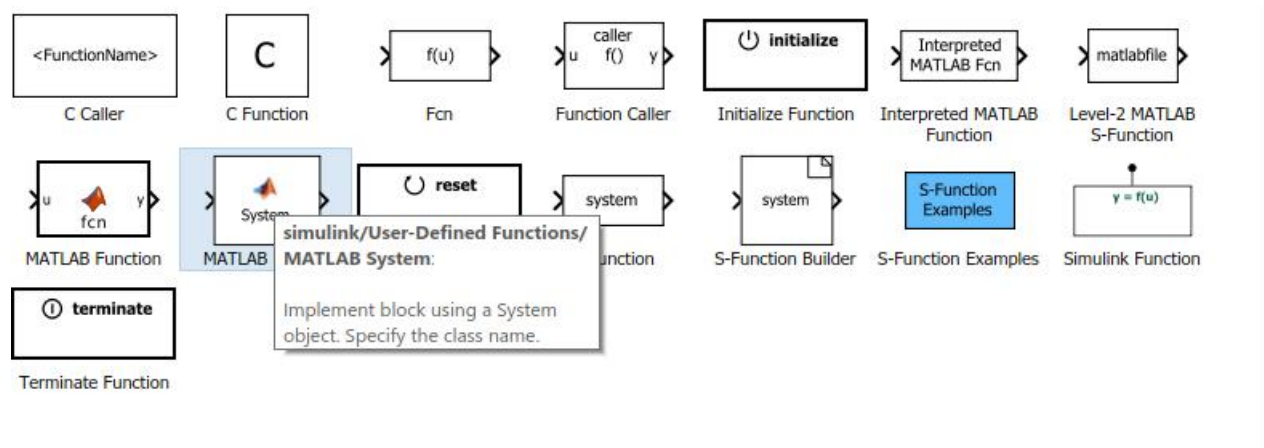 <FunctionName>
C
f(u)
caller
u f() y
initialize
Interpreted
MATLAB Fcn
matlabfile
C Caller
C Function
Fcn
Function Caller
Initialize Function
Interpreted MATLAB
Function
Level-2 MATLAB
S-Function
u y
fcn
System
reset
system
system
S-Function
Examples
y = f(u)
MATLAB Function
MATLAB
simulink/User-Defined Functions/
MATLAB System:
Implement block using a System
object. Specify the class name.
S-Function Builder
S-Function Examples
Simulink Function
terminate
Terminate Function